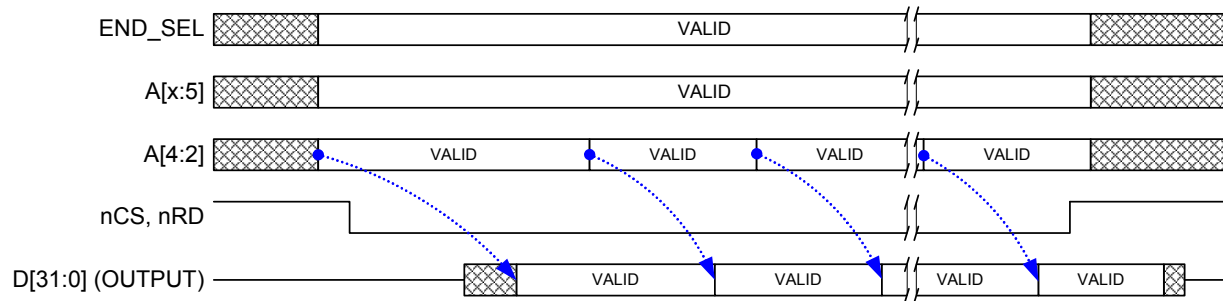 END_SEL VALID
A[x:5] VALID
A[4:2] VALID VALID VALID VALID
nCS, nRD
D[31:0] (OUTPUT) VALID VALID VALID VALID